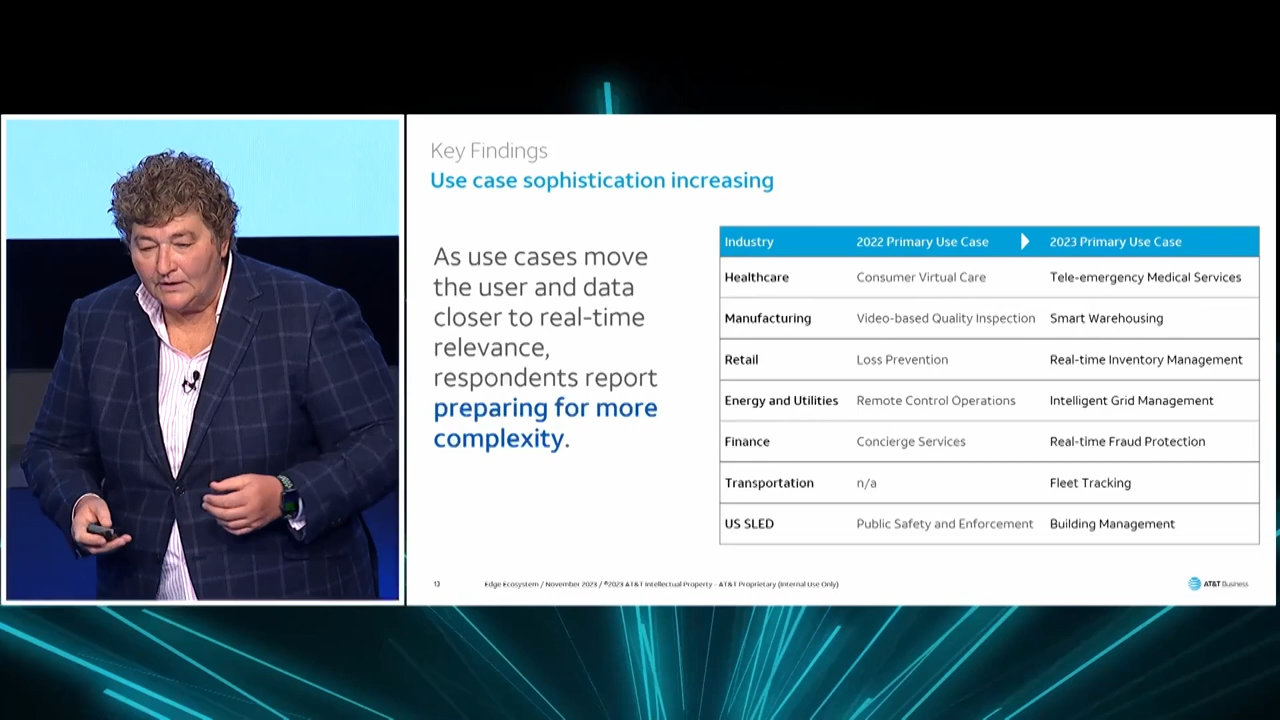 Key Findings
Use case sophistication increasing
As use cases move
the user and data
closer to real-time
relevance,
respondents report
preparing for more
complexity.
Industry 2022 Primary Use Case 2023 Primary Use Case
Healthcare Consumer Virtual Care Tele-emergency Medical Services
Manufacturing Video-based Quality Inspection Smart Warehousing
Retail Loss Prevention Real-time Inventory Management
Energy and Utilities Remote Control Operations Intelligent Grid Management
Finance Concierge Services Real-time Fraud Protection
Transportation n/a Fleet Tracking
US SLED Public Safety and Enforcement Building Management
13 Edge Ecosystem / November 2023 / ©2023 AT&T Intellectual Property - AT&T Proprietary (Internal Use Only) AT&T Business